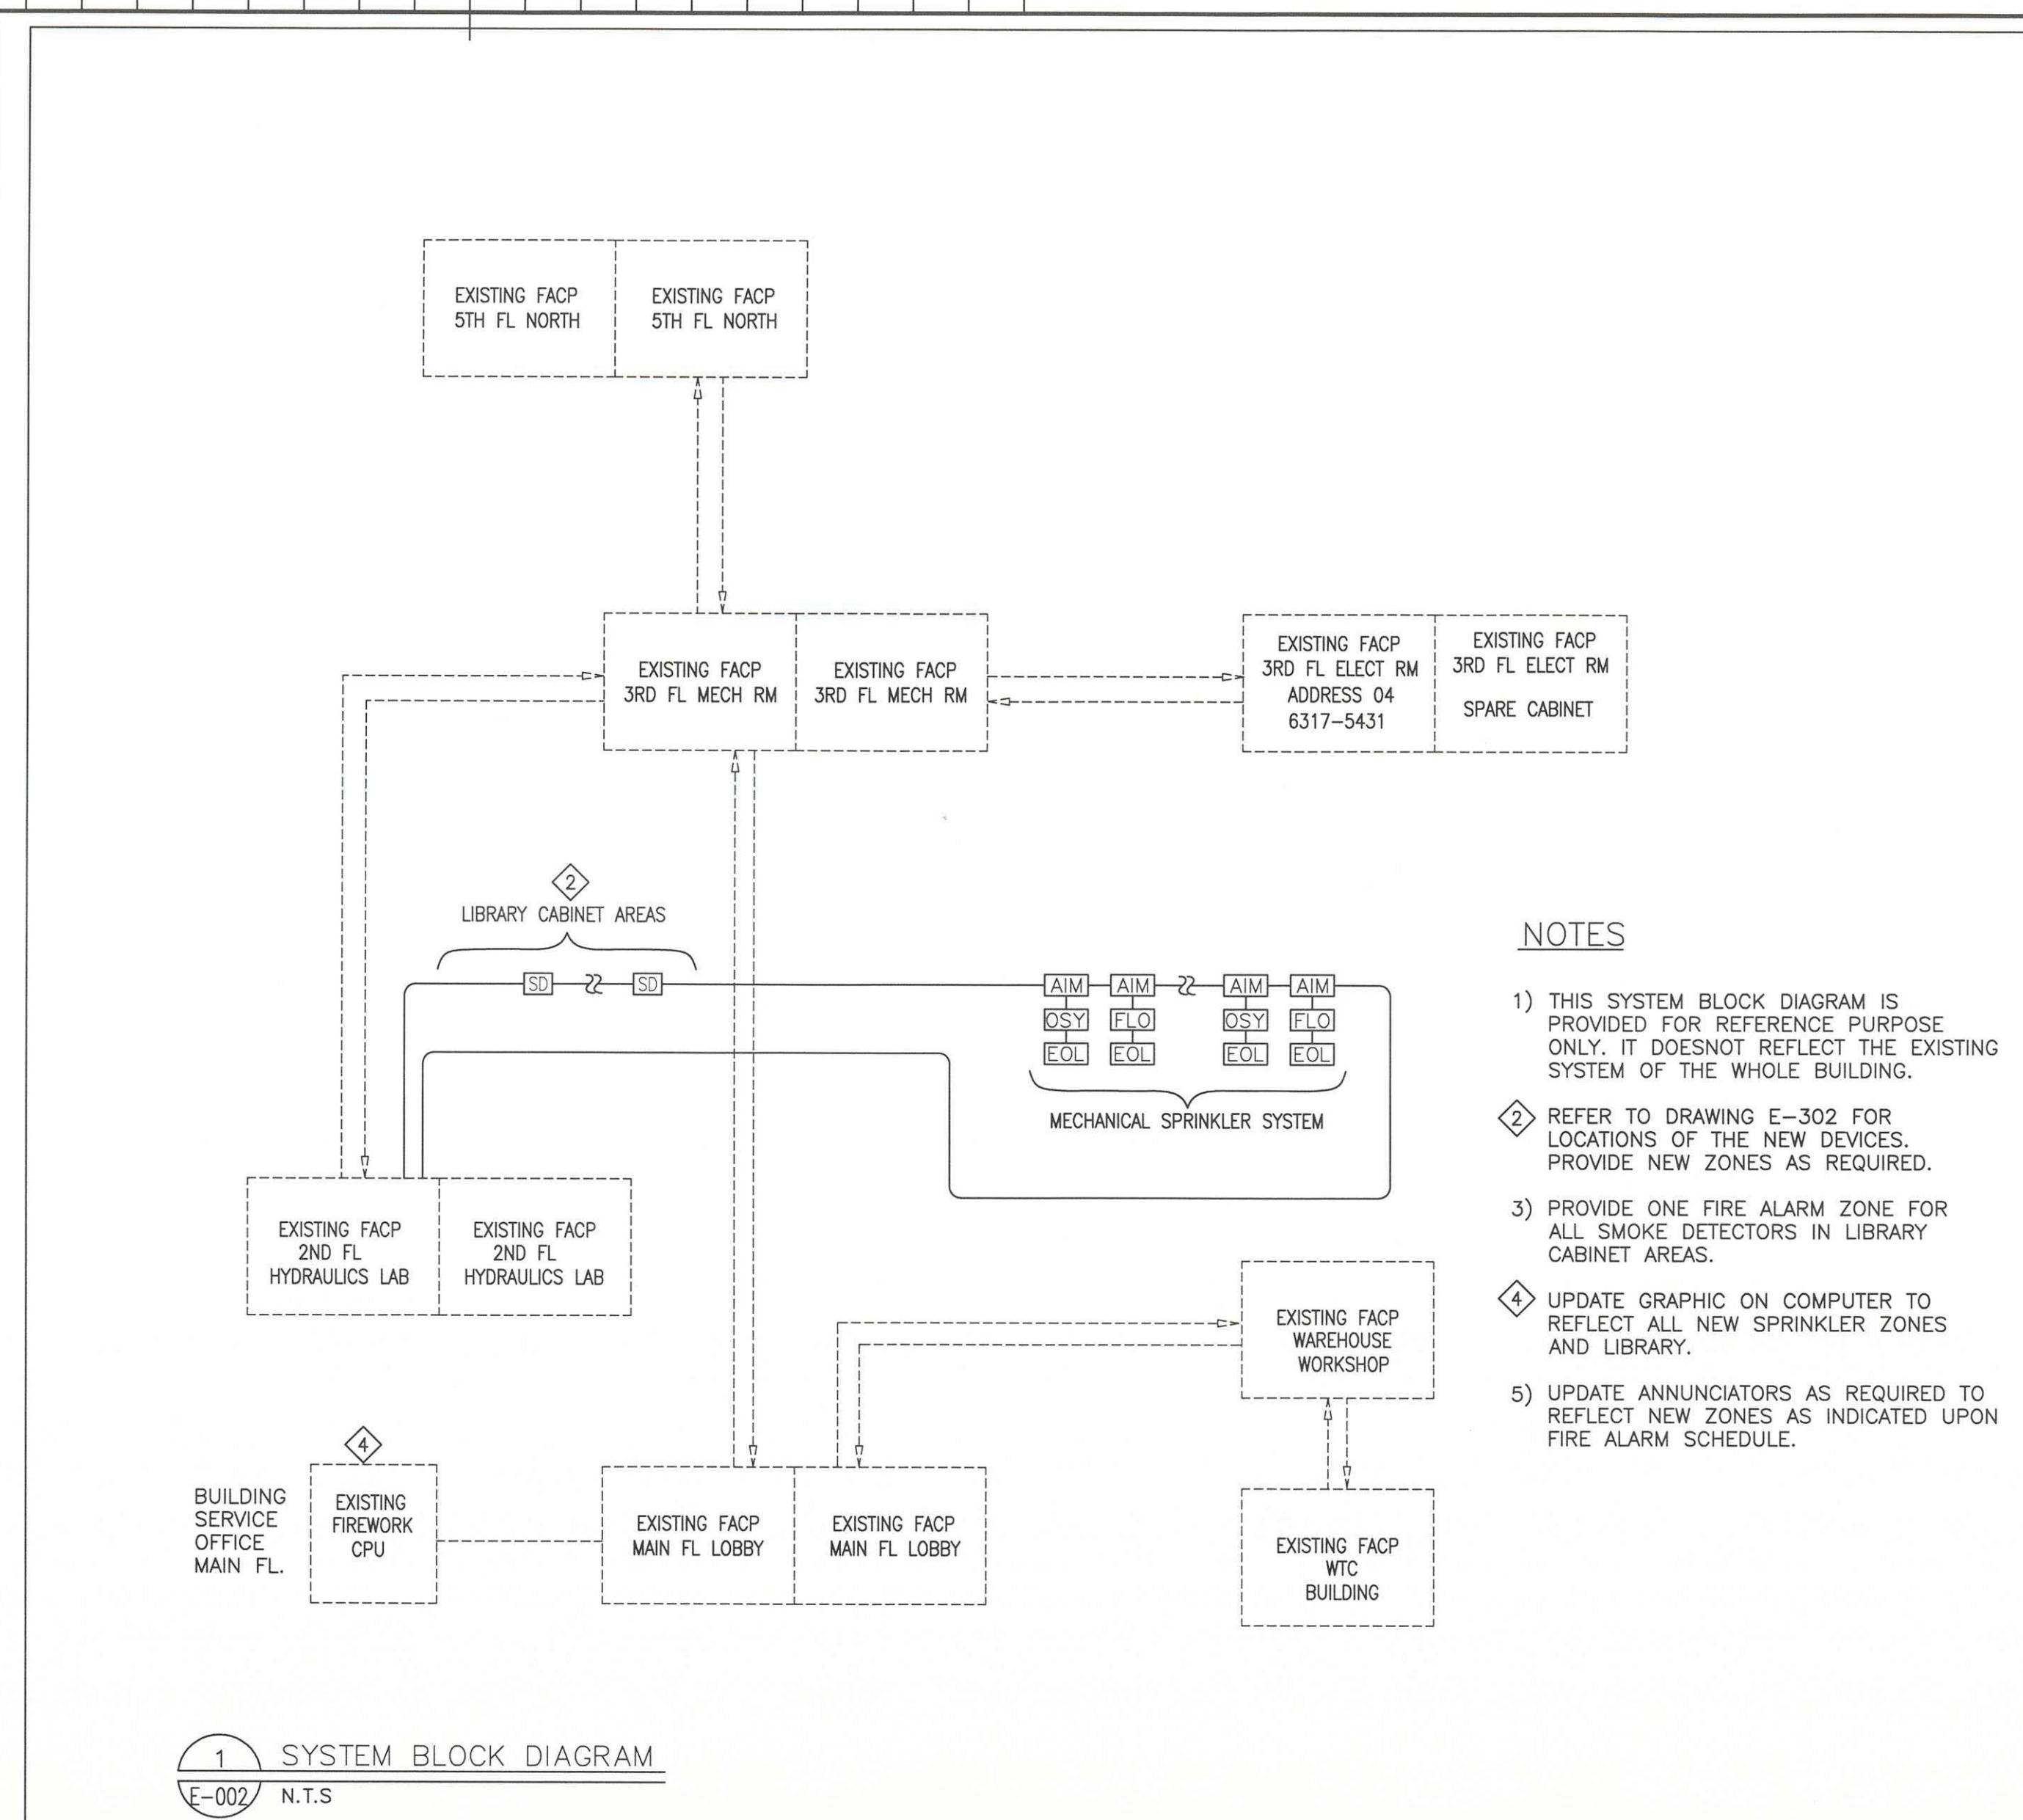 EXISTING FACP
5TH FL NORTH
EXISTING FACP
5TH FL NORTH
EXISTING FACP
3RD FL MECH RM
EXISTING FACP
3RD FL MECH RM
EXISTING FACP
3RD FL ELECT RM
ADDRESS 04
6317-5431
EXISTING FACP
3RD FL ELECT RM
SPARE CABINET
2
LIBRARY CABINET AREAS
SD
SD
AIM
AIM
AIM
AIM
OSY
FLO
OSY
FLO
EOL
EOL
EOL
EOL
MECHANICAL SPRINKLER SYSTEM
EXISTING FACP
2ND FL
HYDRAULICS LAB
EXISTING FACP
2ND FL
HYDRAULICS LAB
EXISTING FACP
WAREHOUSE
WORKSHOP
4
BUILDING
SERVICE
OFFICE
MAIN FL.
EXISTING
FIREWORK
CPU
EXISTING FACP
MAIN FL LOBBY
EXISTING FACP
MAIN FL LOBBY
EXISTING FACP
WTC
BUILDING
NOTES
1) THIS SYSTEM BLOCK DIAGRAM IS
PROVIDED FOR REFERENCE PURPOSE
ONLY. IT DOESNOT REFLECT THE EXISTING
SYSTEM OF THE WHOLE BUILDING.
2 REFER TO DRAWING E-302 FOR
LOCATIONS OF THE NEW DEVICES.
PROVIDE NEW ZONES AS REQUIRED.
3) PROVIDE ONE FIRE ALARM ZONE FOR
ALL SMOKE DETECTORS IN LIBRARY
CABINET AREAS.
4 UPDATE GRAPHIC ON COMPUTER TO
REFLECT ALL NEW SPRINKLER ZONES
AND LIBRARY.
5) UPDATE ANNUNCIATORS AS REQUIRED TO
REFLECT NEW ZONES AS INDICATED UPON
FIRE ALARM SCHEDULE.
1 SYSTEM BLOCK DIAGRAM
E-002 N.T.S